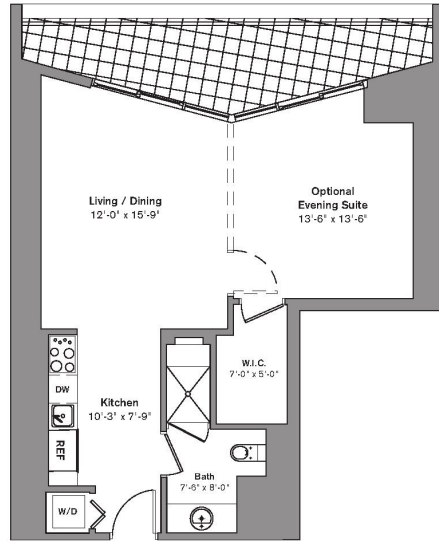 Living / Dining
12'-0" x 15'-9"
Optional
Evening Suite
13'-6" x 13'-6"
W.I.C.
7'-0" x 5'-0"
DW
Kitchen
10'-3" x 7'-9"
REF
Bath
7'-6" x 8'-0"
W/D